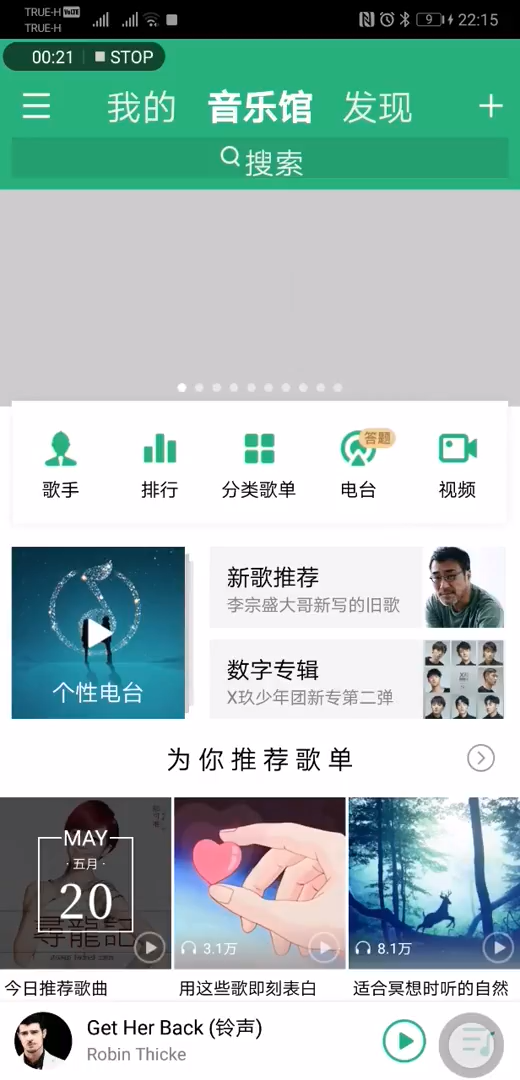 TRUE-H VoLTE
TRUE-H
9
22:15
00:21
STOP
我的
音乐馆
发现
搜索
歌手
排行
分类歌单
电台
答题
视频
个性电台
新歌推荐
李宗盛大哥新写的旧歌
数字专辑
X玖少年团新专第二弹
为你推荐歌单
MAY
·五月·
20
尋龍記
3.1万
8.1万
今日推荐歌曲
用这些歌即刻表白
适合冥想时听的自然
Get Her Back (铃声)
Robin Thicke